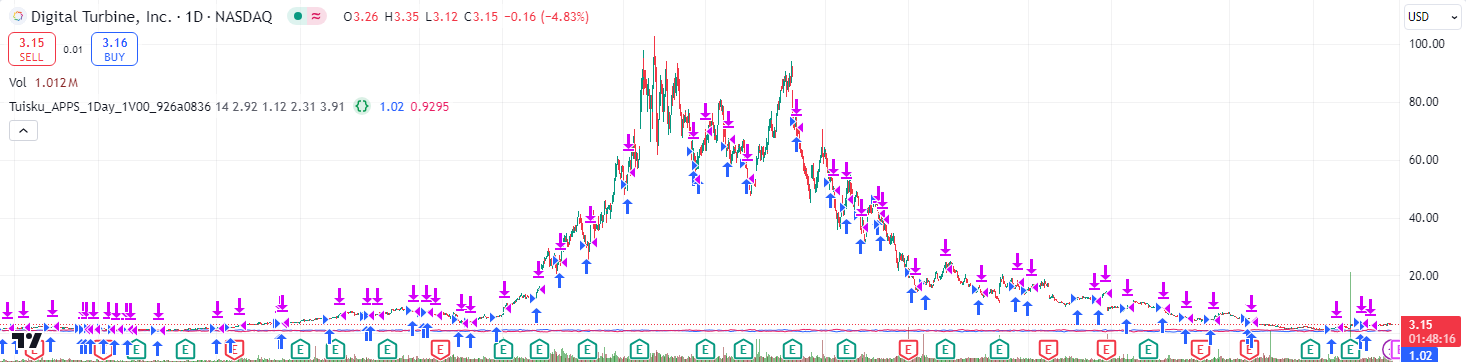 Digital Turbine, Inc. · 1D · NASDAQ O3.26 H3.35 L3.12 C3.15 −0.16 (−4.83%)
USD
3.15 0.01 3.16
SELL BUY
Vol 1.012M
Tuisku_APPS_1Day_1V00_926a0836 14 2.92 1.12 2.31 3.91 {} 1.02 0.9295
100.00
80.00
60.00
40.00
20.00
3.15
01:48:16
1.02
E E E E E E E E E E E E E E E E E E E E E E E E E E E